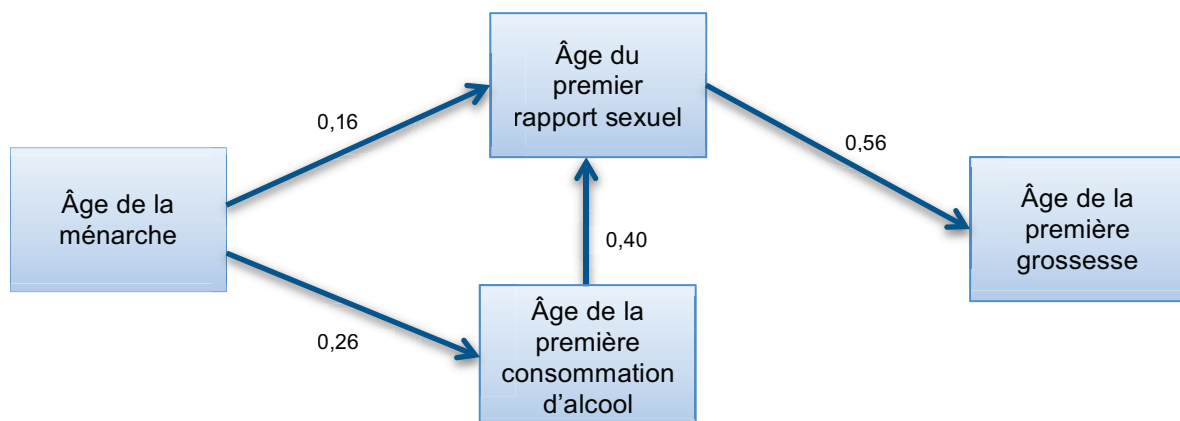 Âge du
premier
rapport sexuel
0,16
0,56
Âge de la
ménarche
Âge de la
première
grossesse
0,40
0,26
Âge de la
première
consommation
d’alcool